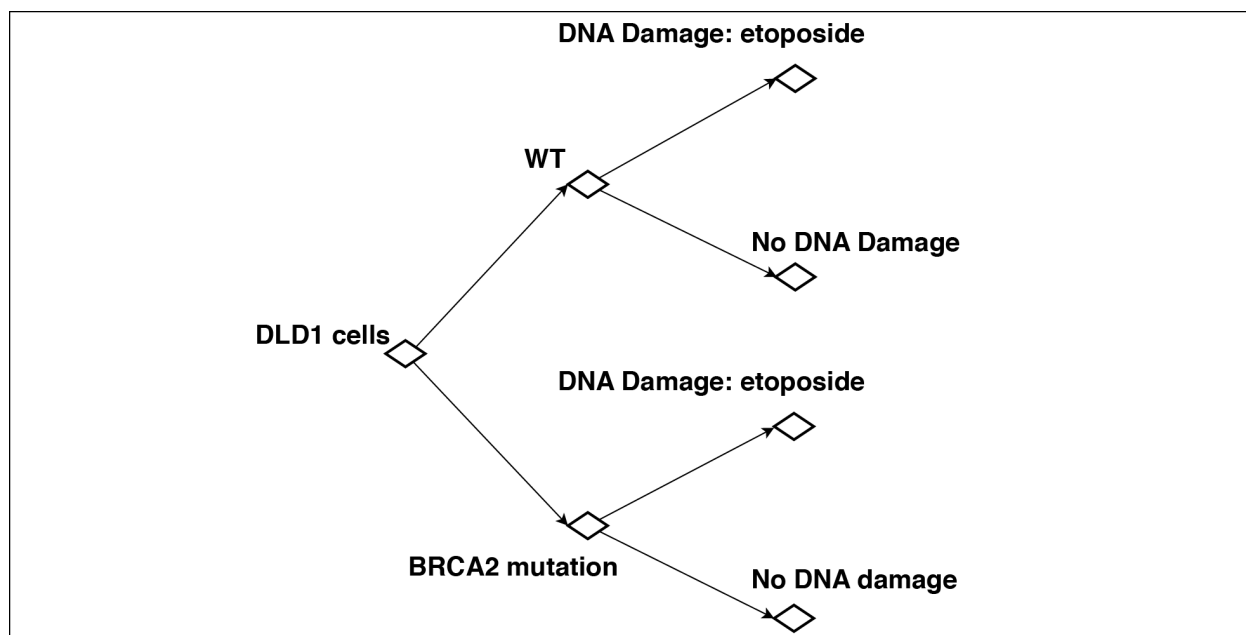 DNA Damage: etoposide
WT
No DNA Damage
DLD1 cells
DNA Damage: etoposide
BRCA2 mutation
No DNA damage